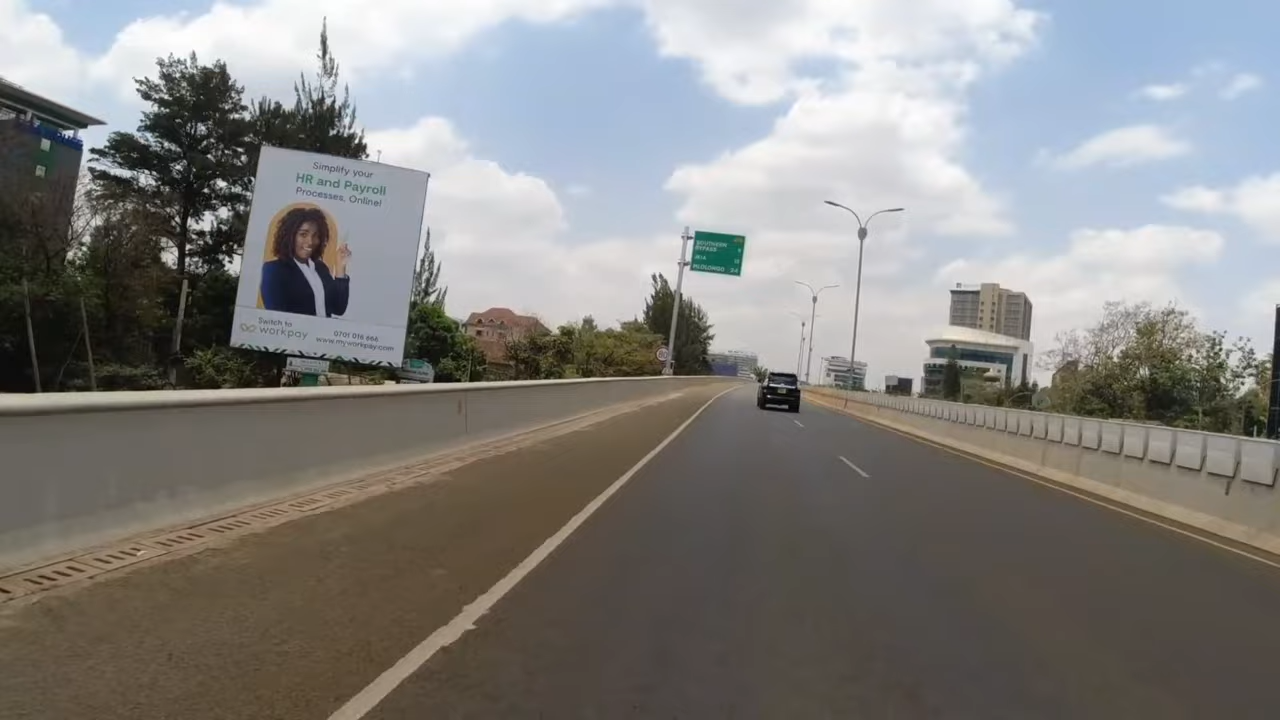 Simplify your
HR and Payroll
Processes, Online!
Switch to
workpay
0701 016 666
www.myworkpay.com
SOUTHERN
BYPASS
JKIA
MLOLONGO